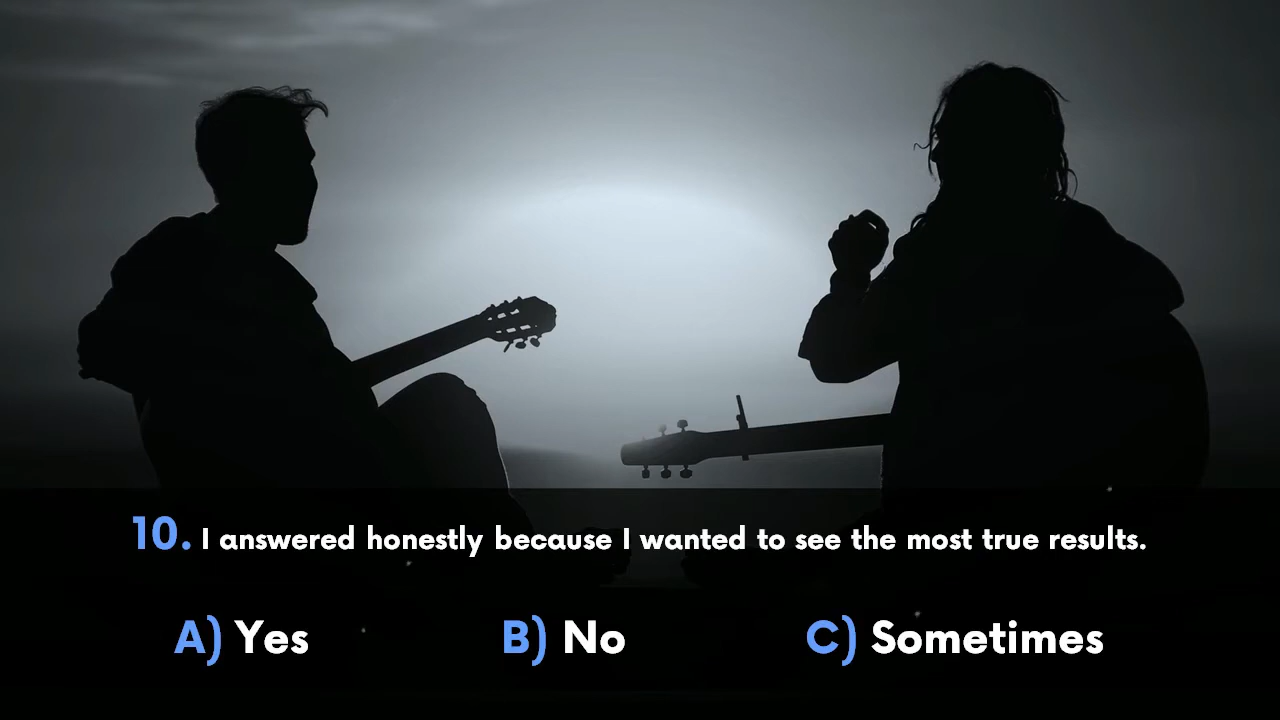 10. I answered honestly because I wanted to see the most true results.
A) Yes B) No C) Sometimes